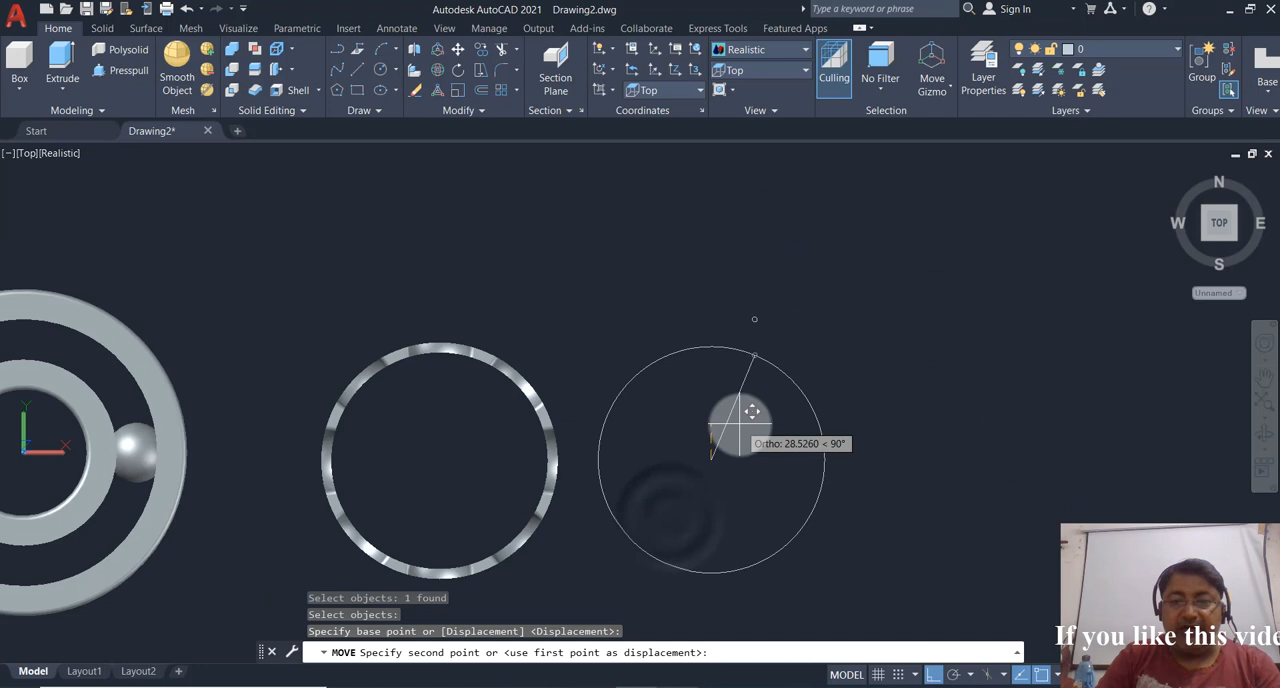 Autodesk AutoCAD 2021 Drawing2.dwg
Type a keyword or phrase
Sign In
Home Solid Surface Mesh Visualize Parametric Insert Annotate View Manage Output Add-ins Collaborate Express Tools Featured Apps
Box
Extrude
Polysolid
Presspull
Smooth
Object
Shell
Section
Plane
Realistic
Top
Top
Culling
No Filter
Move
Gizmo
Layer
Properties
0
Group
Base
Modeling
Mesh
Solid Editing
Draw
Modify
Section
Coordinates
View
Selection
Layers
Groups
View
Start
Drawing2*
[−][Top][Realistic]
N
W
TOP
E
S
Unnamed
Y
X
Ortho: 28.5260 < 90°
Select objects: 1 found
Select objects:
Specify base point or [Displacement] <Displacement>:
MOVE Specify second point or <use first point as displacement>:
If you like this vide
Model Layout1 Layout2 +
MODEL